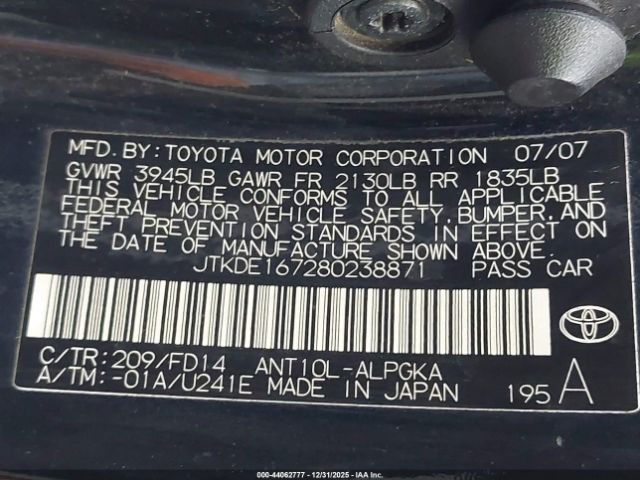 MFD. BY: TOYOTA MOTOR CORPORATION 07/07
GVWR 3945LB GAWR FR 2130LB RR 1835LB
THIS VEHICLE CONFORMS TO ALL APPLICABLE
FEDERAL MOTOR VEHICLE SAFETY, BUMPER, AND
THEFT PREVENTION STANDARDS IN EFFECT ON
THE DATE OF MANUFACTURE SHOWN ABOVE.
JTKDE167280238871 PASS CAR
C/TR: 209/FD14 ANT10L-ALPGKA
A/TM: -01A/U241E MADE IN JAPAN 195 A
000-44062777 - 12/31/2025 - IAA Inc.